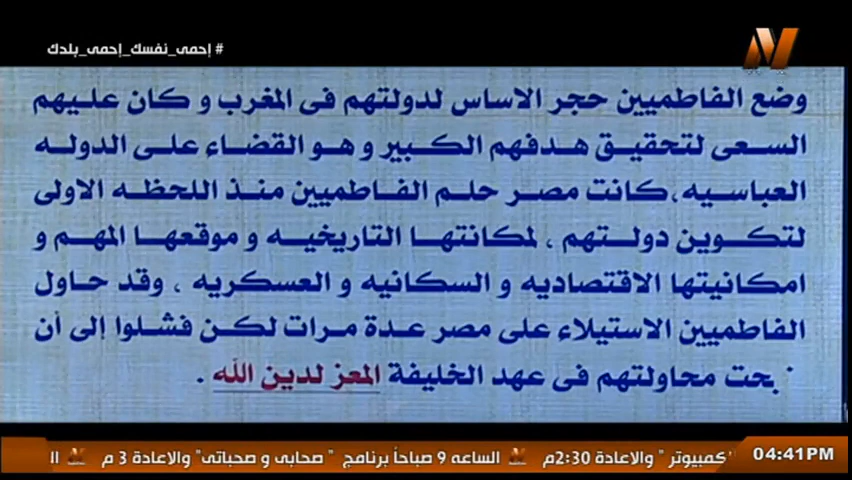 # إحمى_نفسك_إحمى_بلدك
وضع الفاطميين حجر الاساس لدولتهم فى المغرب و كان عليهم
السعى لتحقيق هدفهم الكبير و هو القضاء على الدوله
العباسيه،كانت مصر حلم الفاطميين منذ اللحظه الاولى
لتكوين دولتهم ، لمكانتها التاريخيه و موقعها المهم و
امكانيتها الاقتصاديه و السكانيه و العسكريه ، وقد حاول
الفاطميين الاستيلاء على مصر عدة مرات لكن فشلوا إلى أن
محاولتهم فى عهد الخليفة المعز لدين الله .
كمبيوتر " والاعادة 2:30م الساعه 9 صباحاً برنامج " صحابى و صحباتى" والاعادة 3 م
04:41PM